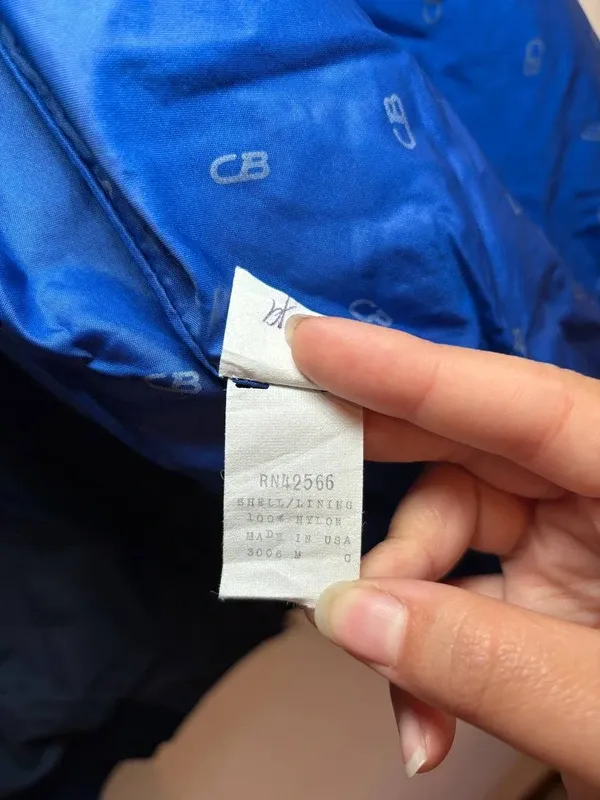 CB
CB
CB
CB
RN42566
SHELL/LINING
100% NYLON
MADE IN USA
3006 M C